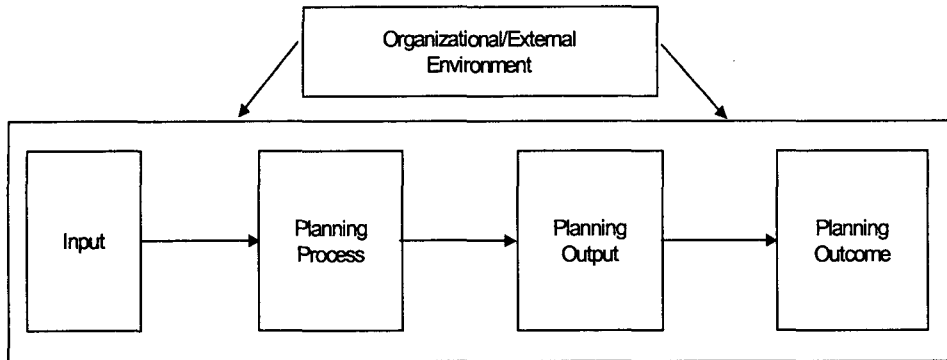 Organizational/External
Environment
Input
Planning
Process
Planning
Output
Planning
Outcome